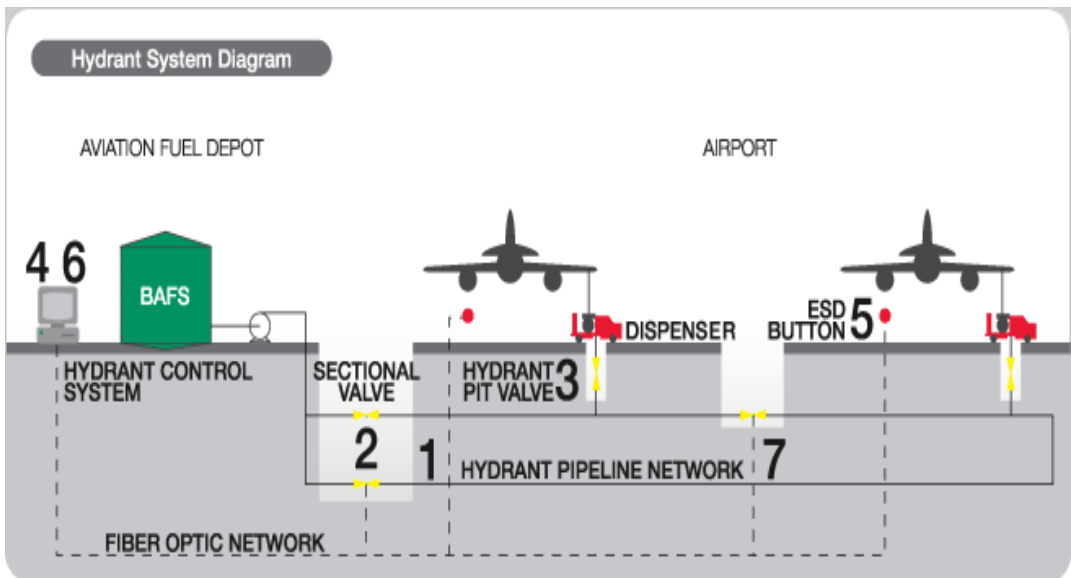 Hydrant System Diagram
AVIATION FUEL DEPOT
AIRPORT
4 6
BAFS
ESD
BUTTON 5
DISPENSER
HYDRANT CONTROL
SYSTEM
SECTIONAL
VALVE
HYDRANT
PIT VALVE 3
2
1
HYDRANT PIPELINE NETWORK 7
FIBER OPTIC NETWORK